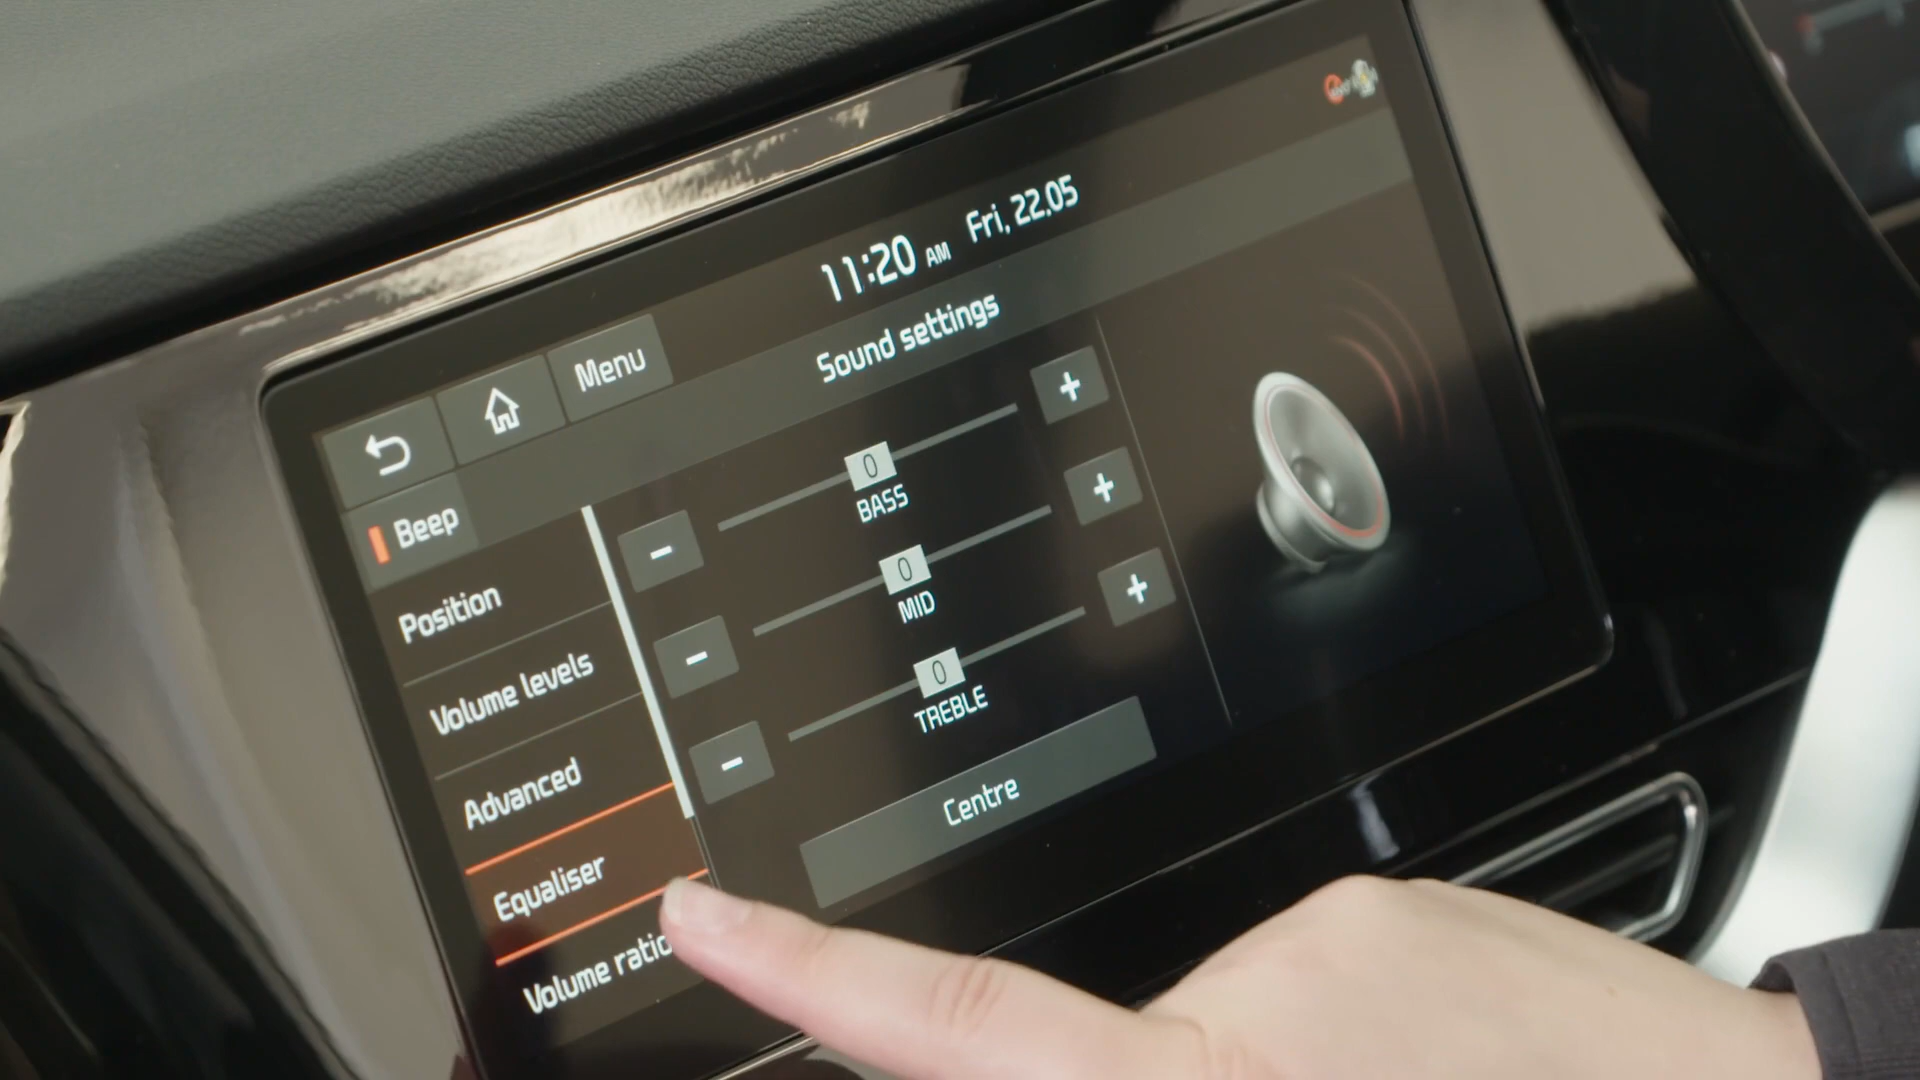 11:20 AM Fri, 22.05
Menu
Sound settings
Beep
Position
Volume levels
Advanced
Equaliser
Volume ratio
- 0 +
BASS
- 0 +
MID
- 0 +
TREBLE
Centre